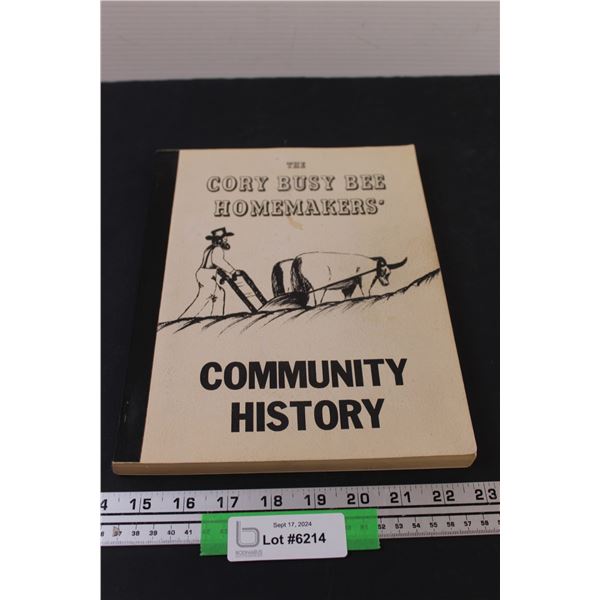 THE
CORY BUSY BEE
HOMEMAKERS'
COMMUNITY
HISTORY
4 15 16 17 18 19 20 21 22 23
Sept 17, 2024
Lot #6214
BODNARUS